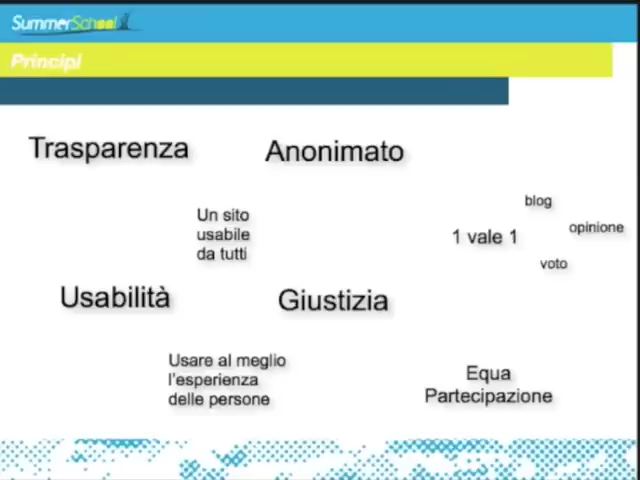 SummerSchool
Principi
Trasparenza
Anonimato
Un sito
usabile
da tutti
blog
opinione
1 vale 1
voto
Usabilità
Giustizia
Usare al meglio
l'esperienza
delle persone
Equa
Partecipazione